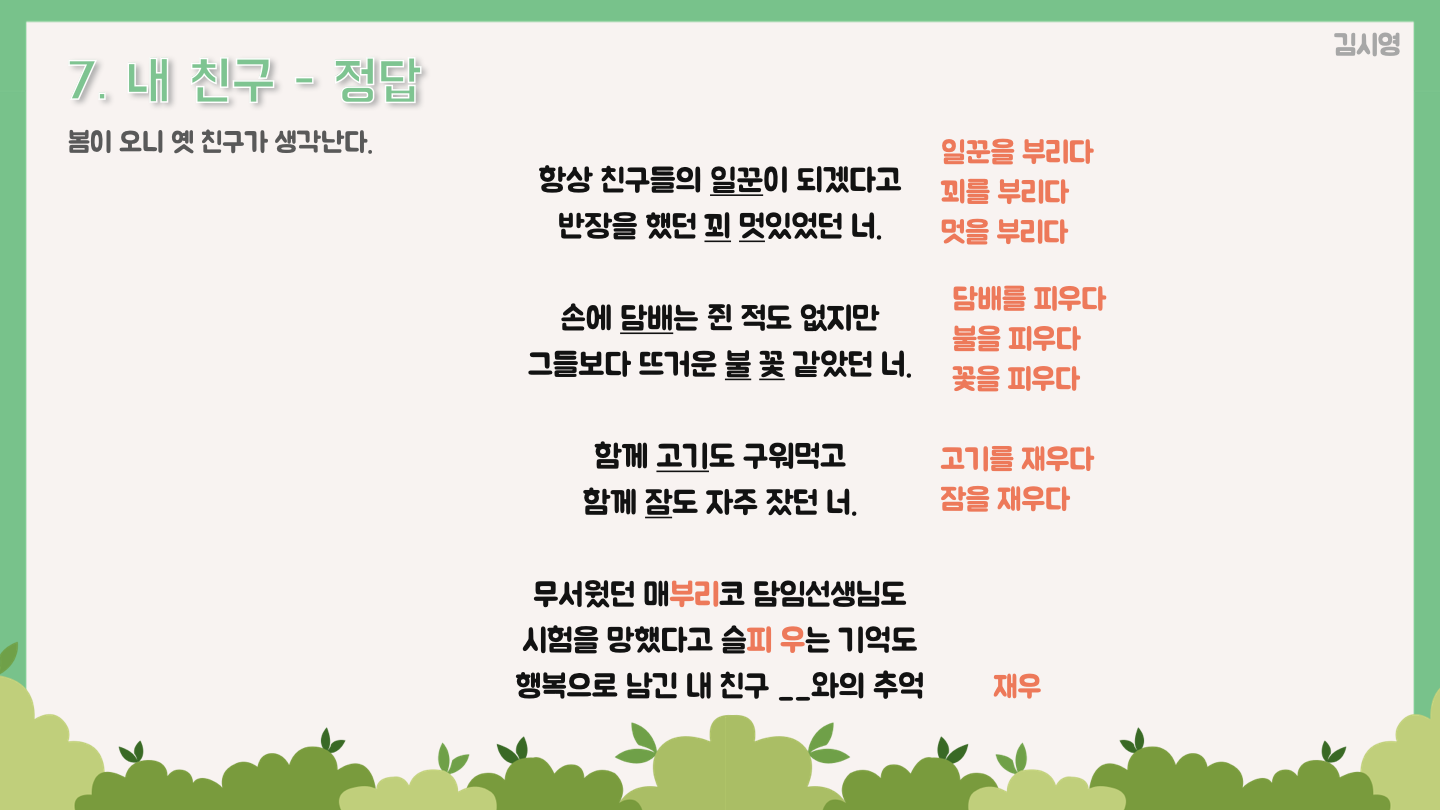 김시영
7. 내 친구 - 정답
봄이 오니 옛 친구가 생각난다.
항상 친구들의 일꾼이 되겠다고
반장을 했던 꾀 멋있었던 너.
일꾼을 부리다
꾀를 부리다
멋을 부리다
손에 담배는 쥔 적도 없지만
그들보다 뜨거운 불 꽃 같았던 너.
담배를 피우다
불을 피우다
꽃을 피우다
함께 고기도 구워먹고
함께 잠도 자주 잤던 너.
고기를 재우다
잠을 재우다
무서웠던 매부리코 담임선생님도
시험을 망했다고 슬피 우는 기억도
행복으로 남긴 내 친구 __와의 추억
재우